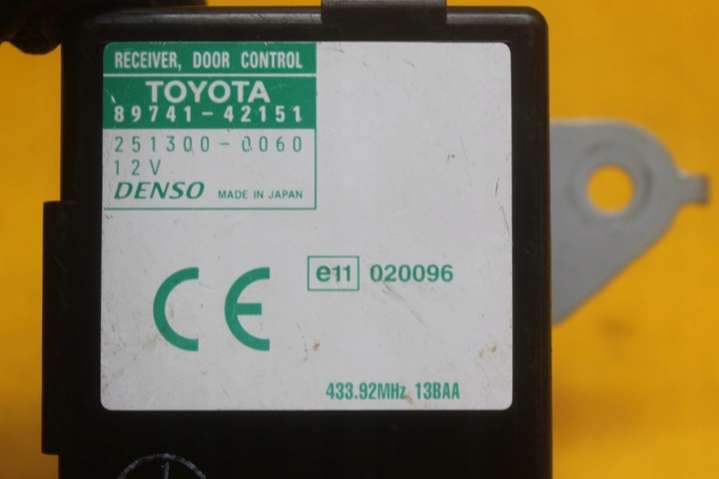 RECEIVER, DOOR CONTROL
TOYOTA
89741-42151
251300-0060
12V
DENSO MADE IN JAPAN
CE
e11 020096
433.92MHz 13BAA
1